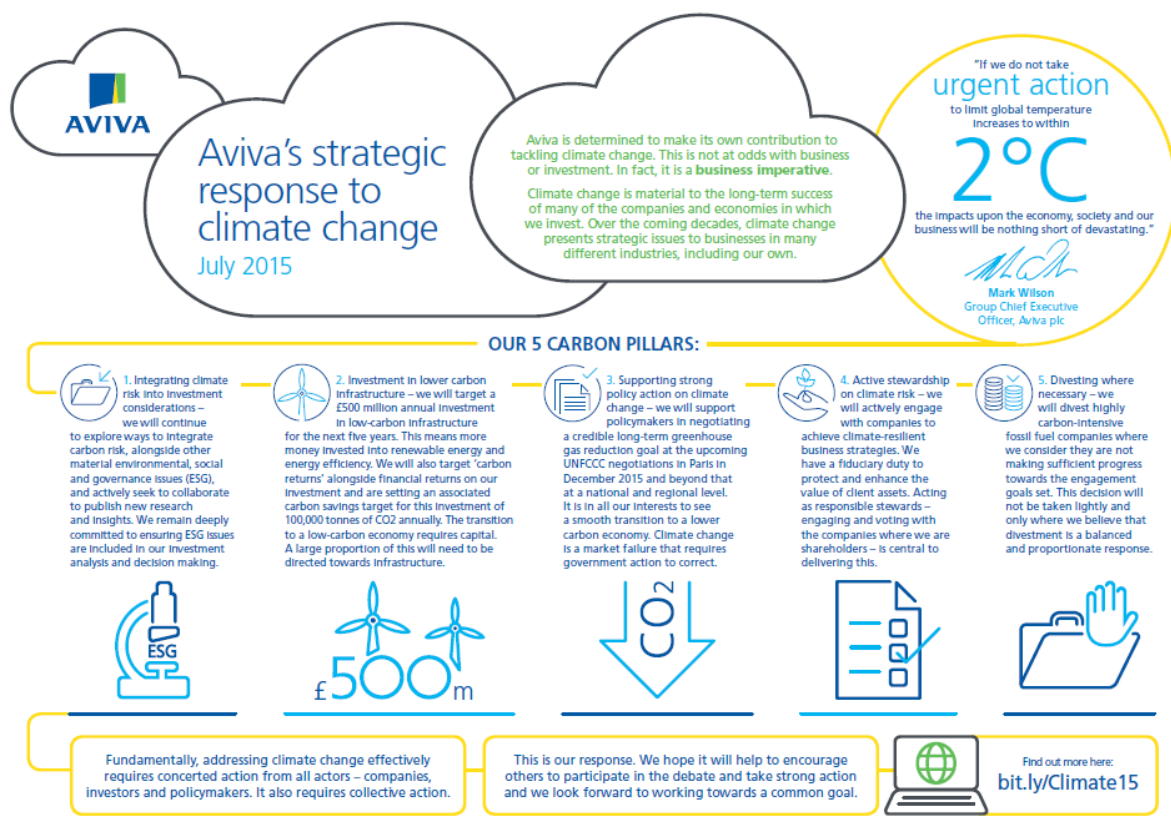 AVIVA
Aviva's strategic
response to
climate change
July 2015
Aviva is determined to make its own contribution to
tackling climate change. This is not at odds with business
or investment. In fact, it is a business imperative.
Climate change is material to the long-term success
of many of the companies and economies in which
we invest. Over the coming decades, climate change
presents strategic issues to businesses in many
different industries, including our own.
"If we do not take
urgent action
to limit global temperature
increases to within
2°C
the impacts upon the economy, society and our
business will be nothing short of devastating."
Mark Wilson
Group Chief Executive
Officer, Aviva plc
OUR 5 CARBON PILLARS:
1. Integrating climate
risk into investment
considerations –
we will continue
to explore ways to integrate
carbon risk, alongside other
material environmental, social
and governance issues (ESG),
and actively seek to collaborate
to publish new research
and insights. We remain deeply
committed to ensuring ESG issues
are included in our investment
analysis and decision making.
ESG
2. Investment in lower carbon
infrastructure – we will target a
£500 million annual investment
in low-carbon infrastructure
for the next five years. This means more
money invested into renewable energy and
energy efficiency. We will also target 'carbon
returns' alongside financial returns on our
investment and are setting an associated
carbon savings target for this investment of
100,000 tonnes of CO2 annually. The transition
to a low-carbon economy requires capital.
A large proportion of this will need to be
directed towards infrastructure.
£500m
3. Supporting strong
policy action on climate
change – we will support
policymakers in negotiating
a credible long-term greenhouse
gas reduction goal at the upcoming
UNFCCC negotiations in Paris in
December 2015 and beyond that
at a national and regional level.
It is in all our interests to see
a smooth transition to a lower
carbon economy. Climate change
is a market failure that requires
government action to correct.
CO2
4. Active stewardship
on climate risk – we
will actively engage
with companies to
achieve climate-resilient
business strategies. We
have a fiduciary duty to
protect and enhance the
value of client assets. Acting
as responsible stewards –
engaging and voting with
the companies where we are
shareholders – is central to
delivering this.
5. Divesting where
necessary – we
will divest highly
carbon-intensive
fossil fuel companies where
we consider they are not
making sufficient progress
towards the engagement
goals set. This decision will
not be taken lightly and
only where we believe that
divestment is a balanced
and proportionate response.
Fundamentally, addressing climate change effectively
requires concerted action from all actors – companies,
investors and policymakers. It also requires collective action.
This is our response. We hope it will help to encourage
others to participate in the debate and take strong action
and we look forward to working towards a common goal.
Find out more here:
bit.ly/Climate15